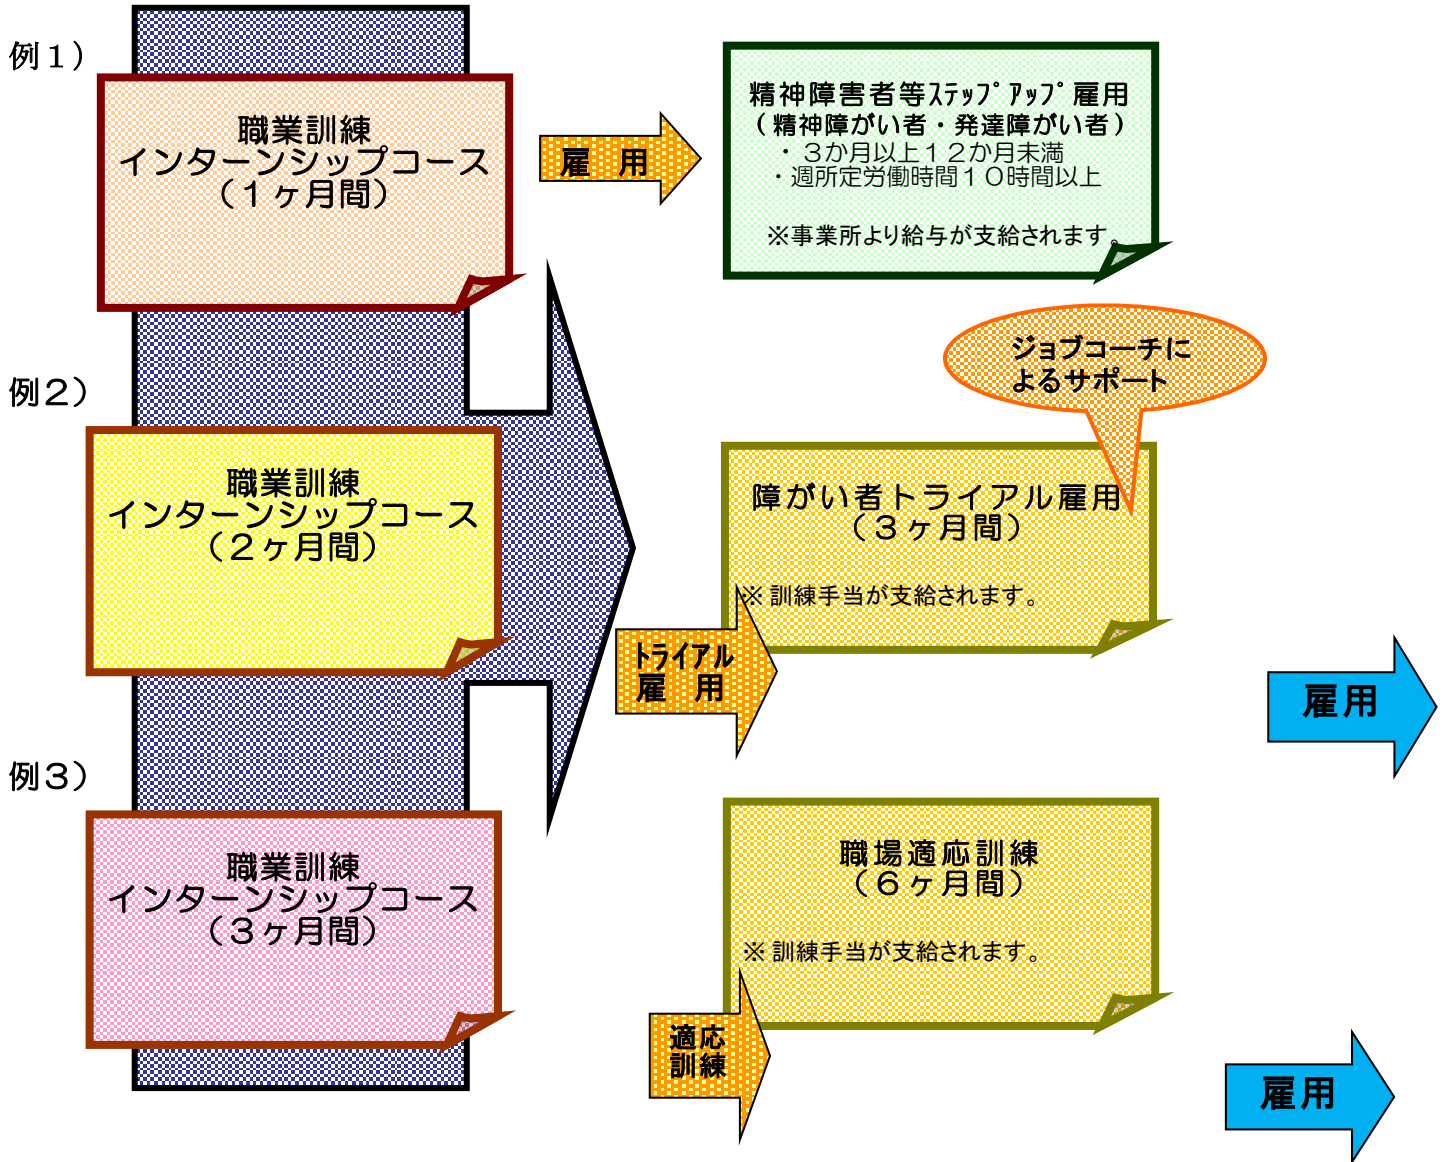 例１）
職業訓練
インターンシップコース
（１ヶ月間）
雇　用
精神障害者等ｽﾃｯﾌﾟｱｯﾌﾟ雇用
（精神障がい者・発達障がい者）
・３か月以上１２か月未満
・週所定労働時間１０時間以上
※事業所より給与が支給されます。
例２）
職業訓練
インターンシップコース
（２ヶ月間）
ジョブコーチに
よるサポート
障がい者トライアル雇用
（３ヶ月間）
※訓練手当が支給されます。
トライアル
雇　用
雇用
例３）
職業訓練
インターンシップコース
（３ヶ月間）
職場適応訓練
（６ヶ月間）
※訓練手当が支給されます。
適応
訓練
雇用